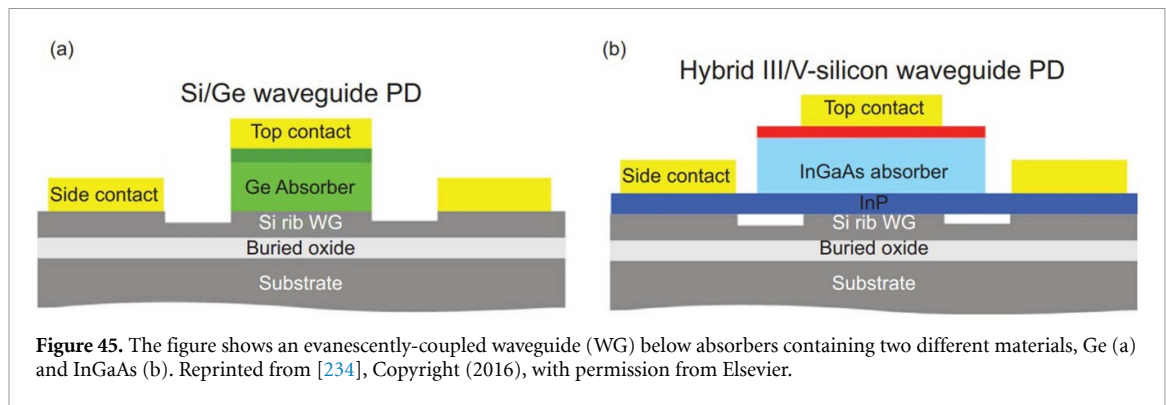 (a)
Si/Ge waveguide PD
Top contact
Ge Absorber
Side contact
Si rib WG
Buried oxide
Substrate
(b)
Hybrid III/V-silicon waveguide PD
Top contact
InGaAs absorber
Side contact
InP
Si rib WG
Buried oxide
Substrate
Figure 45. The figure shows an evanescently-coupled waveguide (WG) below absorbers containing two different materials, Ge (a)
and InGaAs (b). Reprinted from [234], Copyright (2016), with permission from Elsevier.